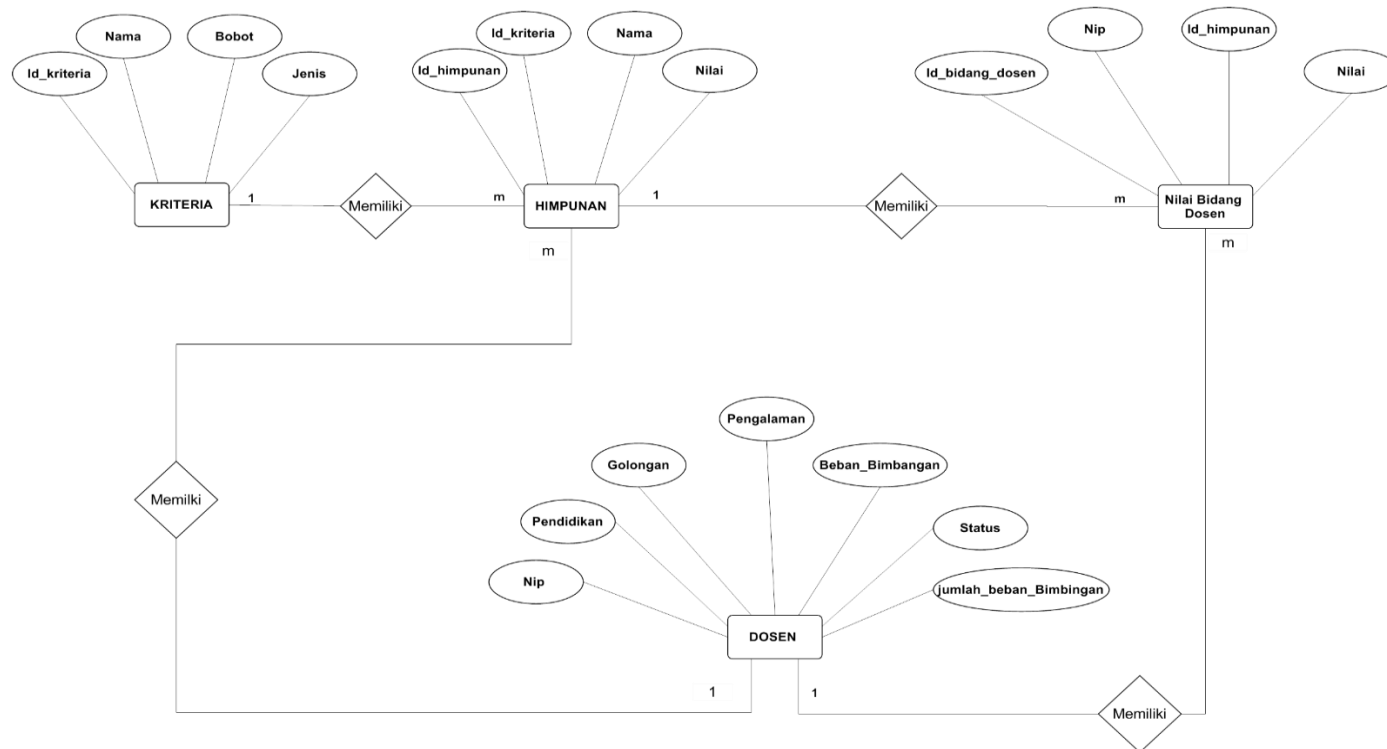 Nama
Bobot
Id_kriteria
Jenis
Id_kriteria
Nama
Id_himpunan
Nilai
Nip
Id_himpunan
Id_bidang_dosen
Nilai
KRITERIA
1
Memiliki
m
HIMPUNAN
1
Memiliki
m
Nilai Bidang
Dosen
m
m
Pengalaman
Golongan
Beban_Bimbangan
Memilki
Pendidikan
Status
Nip
jumlah_beban_Bimbingan
DOSEN
1
1
Memiliki